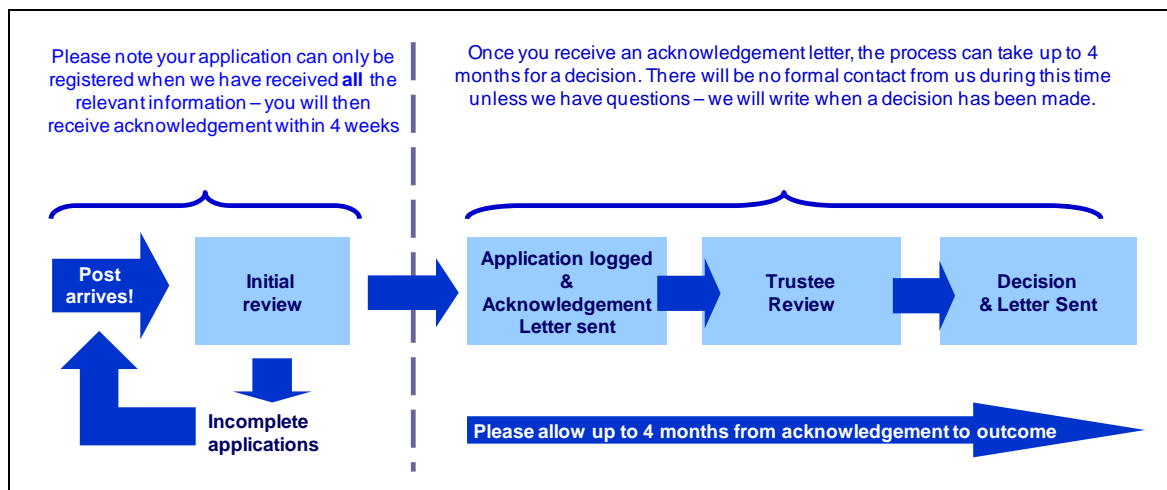 Please note your application can only be
registered when we have received all the
relevant information – you will then
receive acknowledgement within 4 weeks
Once you receive an acknowledgement letter, the process can take up to 4
months for a decision. There will be no formal contact from us during this time
unless we have questions – we will write when a decision has been made.
Post
arrives!
Initial
review
Application logged
&
Acknowledgement
Letter sent
Trustee
Review
Decision
& Letter Sent
Incomplete
applications
Please allow up to 4 months from acknowledgement to outcome